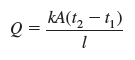 Q = kA(t₂ − t₁) / l